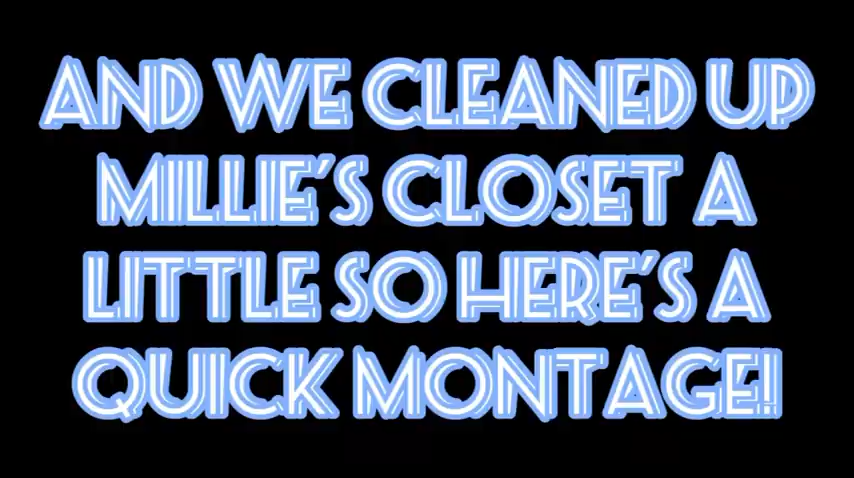 AND WE CLEANED UP
MILLIE'S CLOSET A
LITTLE SO HERE'S A
QUICK MONTAGE!